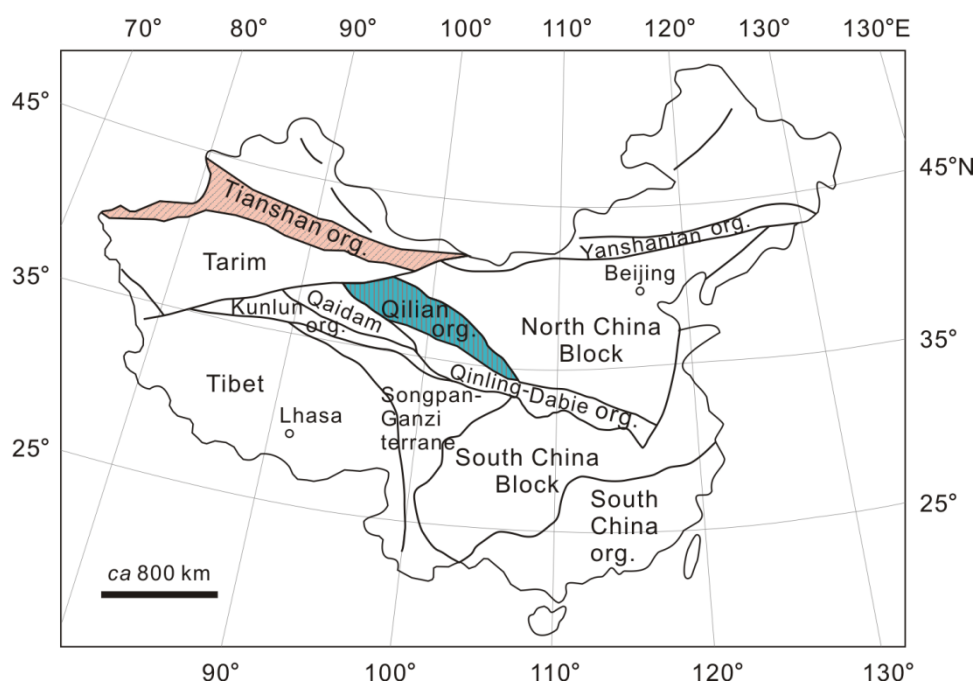 70° 80° 90° 100° 110° 120° 130° 130°E
45°
45°N
Tianshan org.
Yanshanian org.
Tarim
Beijing
35°
Kunlun
org.
Qaidam
Qilian
org.
North China
Block
35°
Tibet
Qinling-Dabie org.
Songpan-
Ganzi
terrane
Lhasa
25°
South China
Block
South
China
org.
25°
ca 800 km
90° 100° 110° 120° 130°